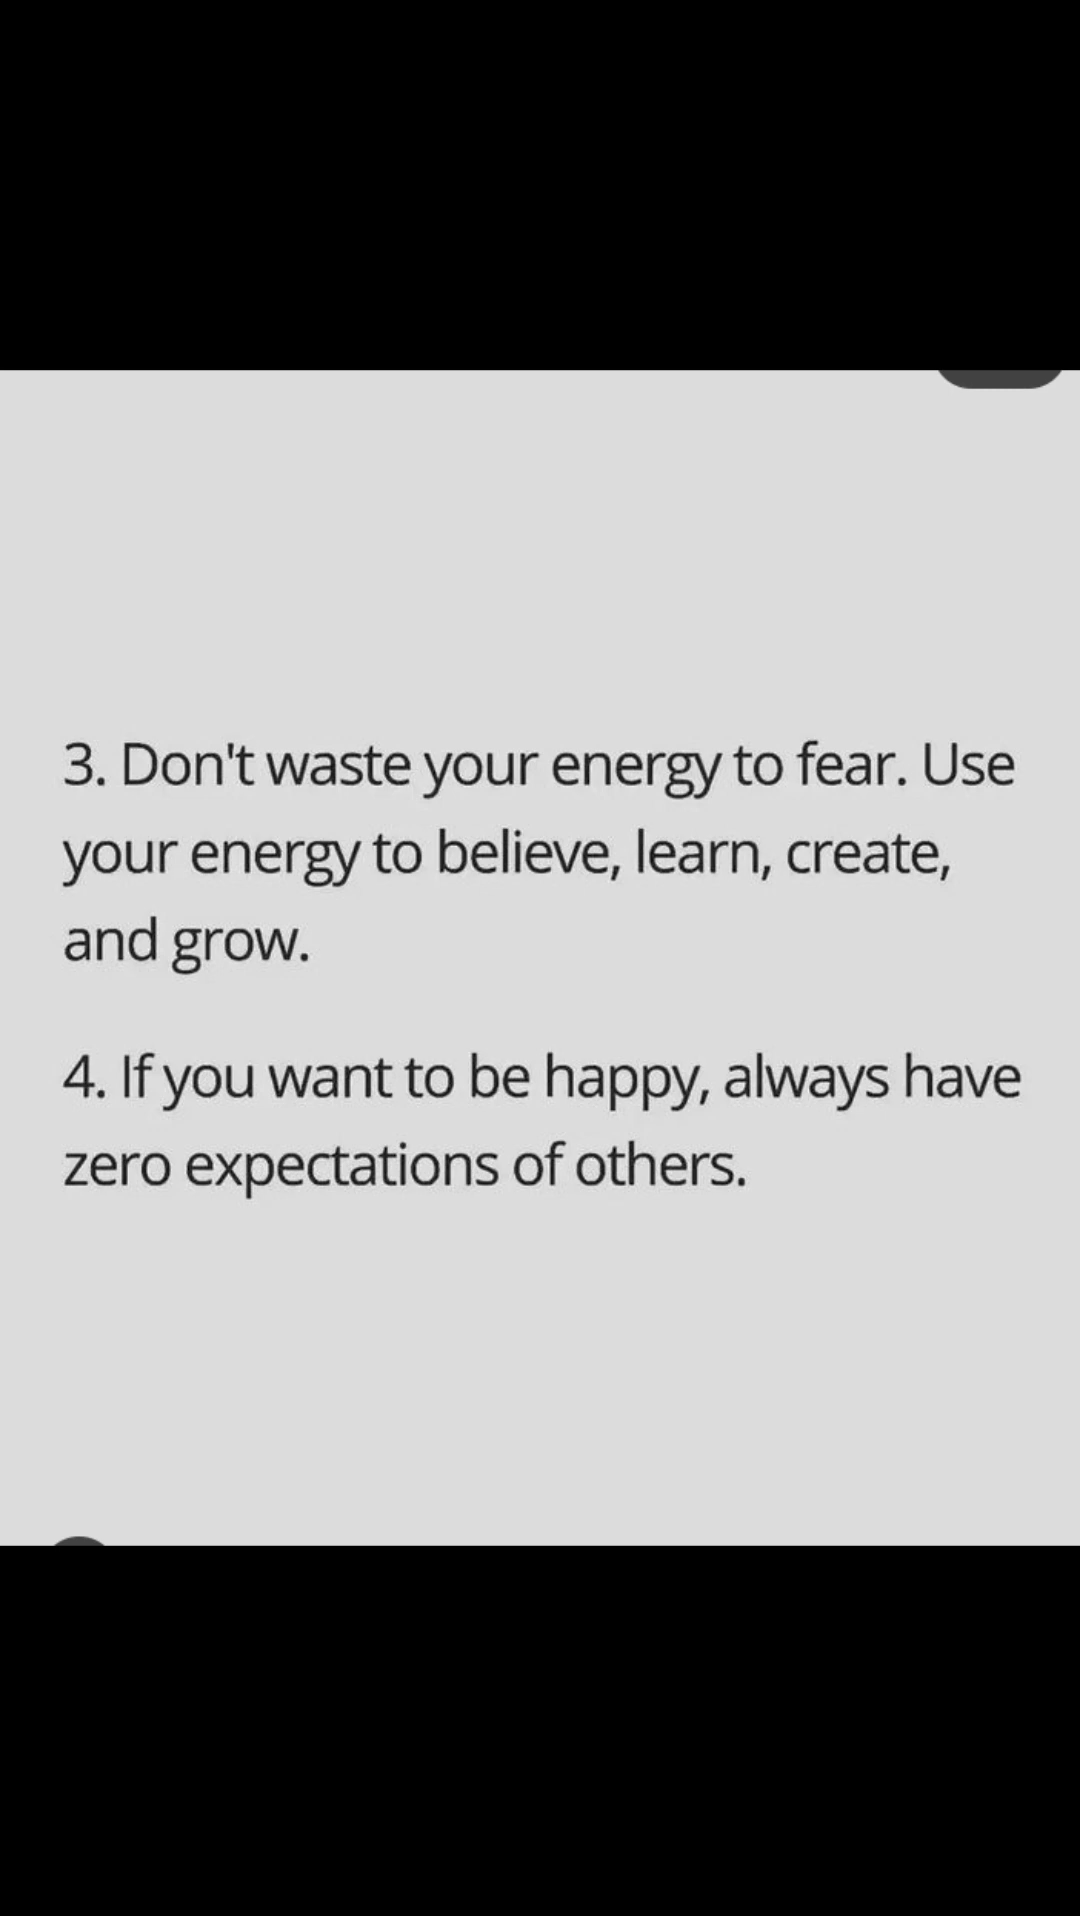 3. Don't waste your energy to fear. Use
your energy to believe, learn, create,
and grow.
4. If you want to be happy, always have
zero expectations of others.